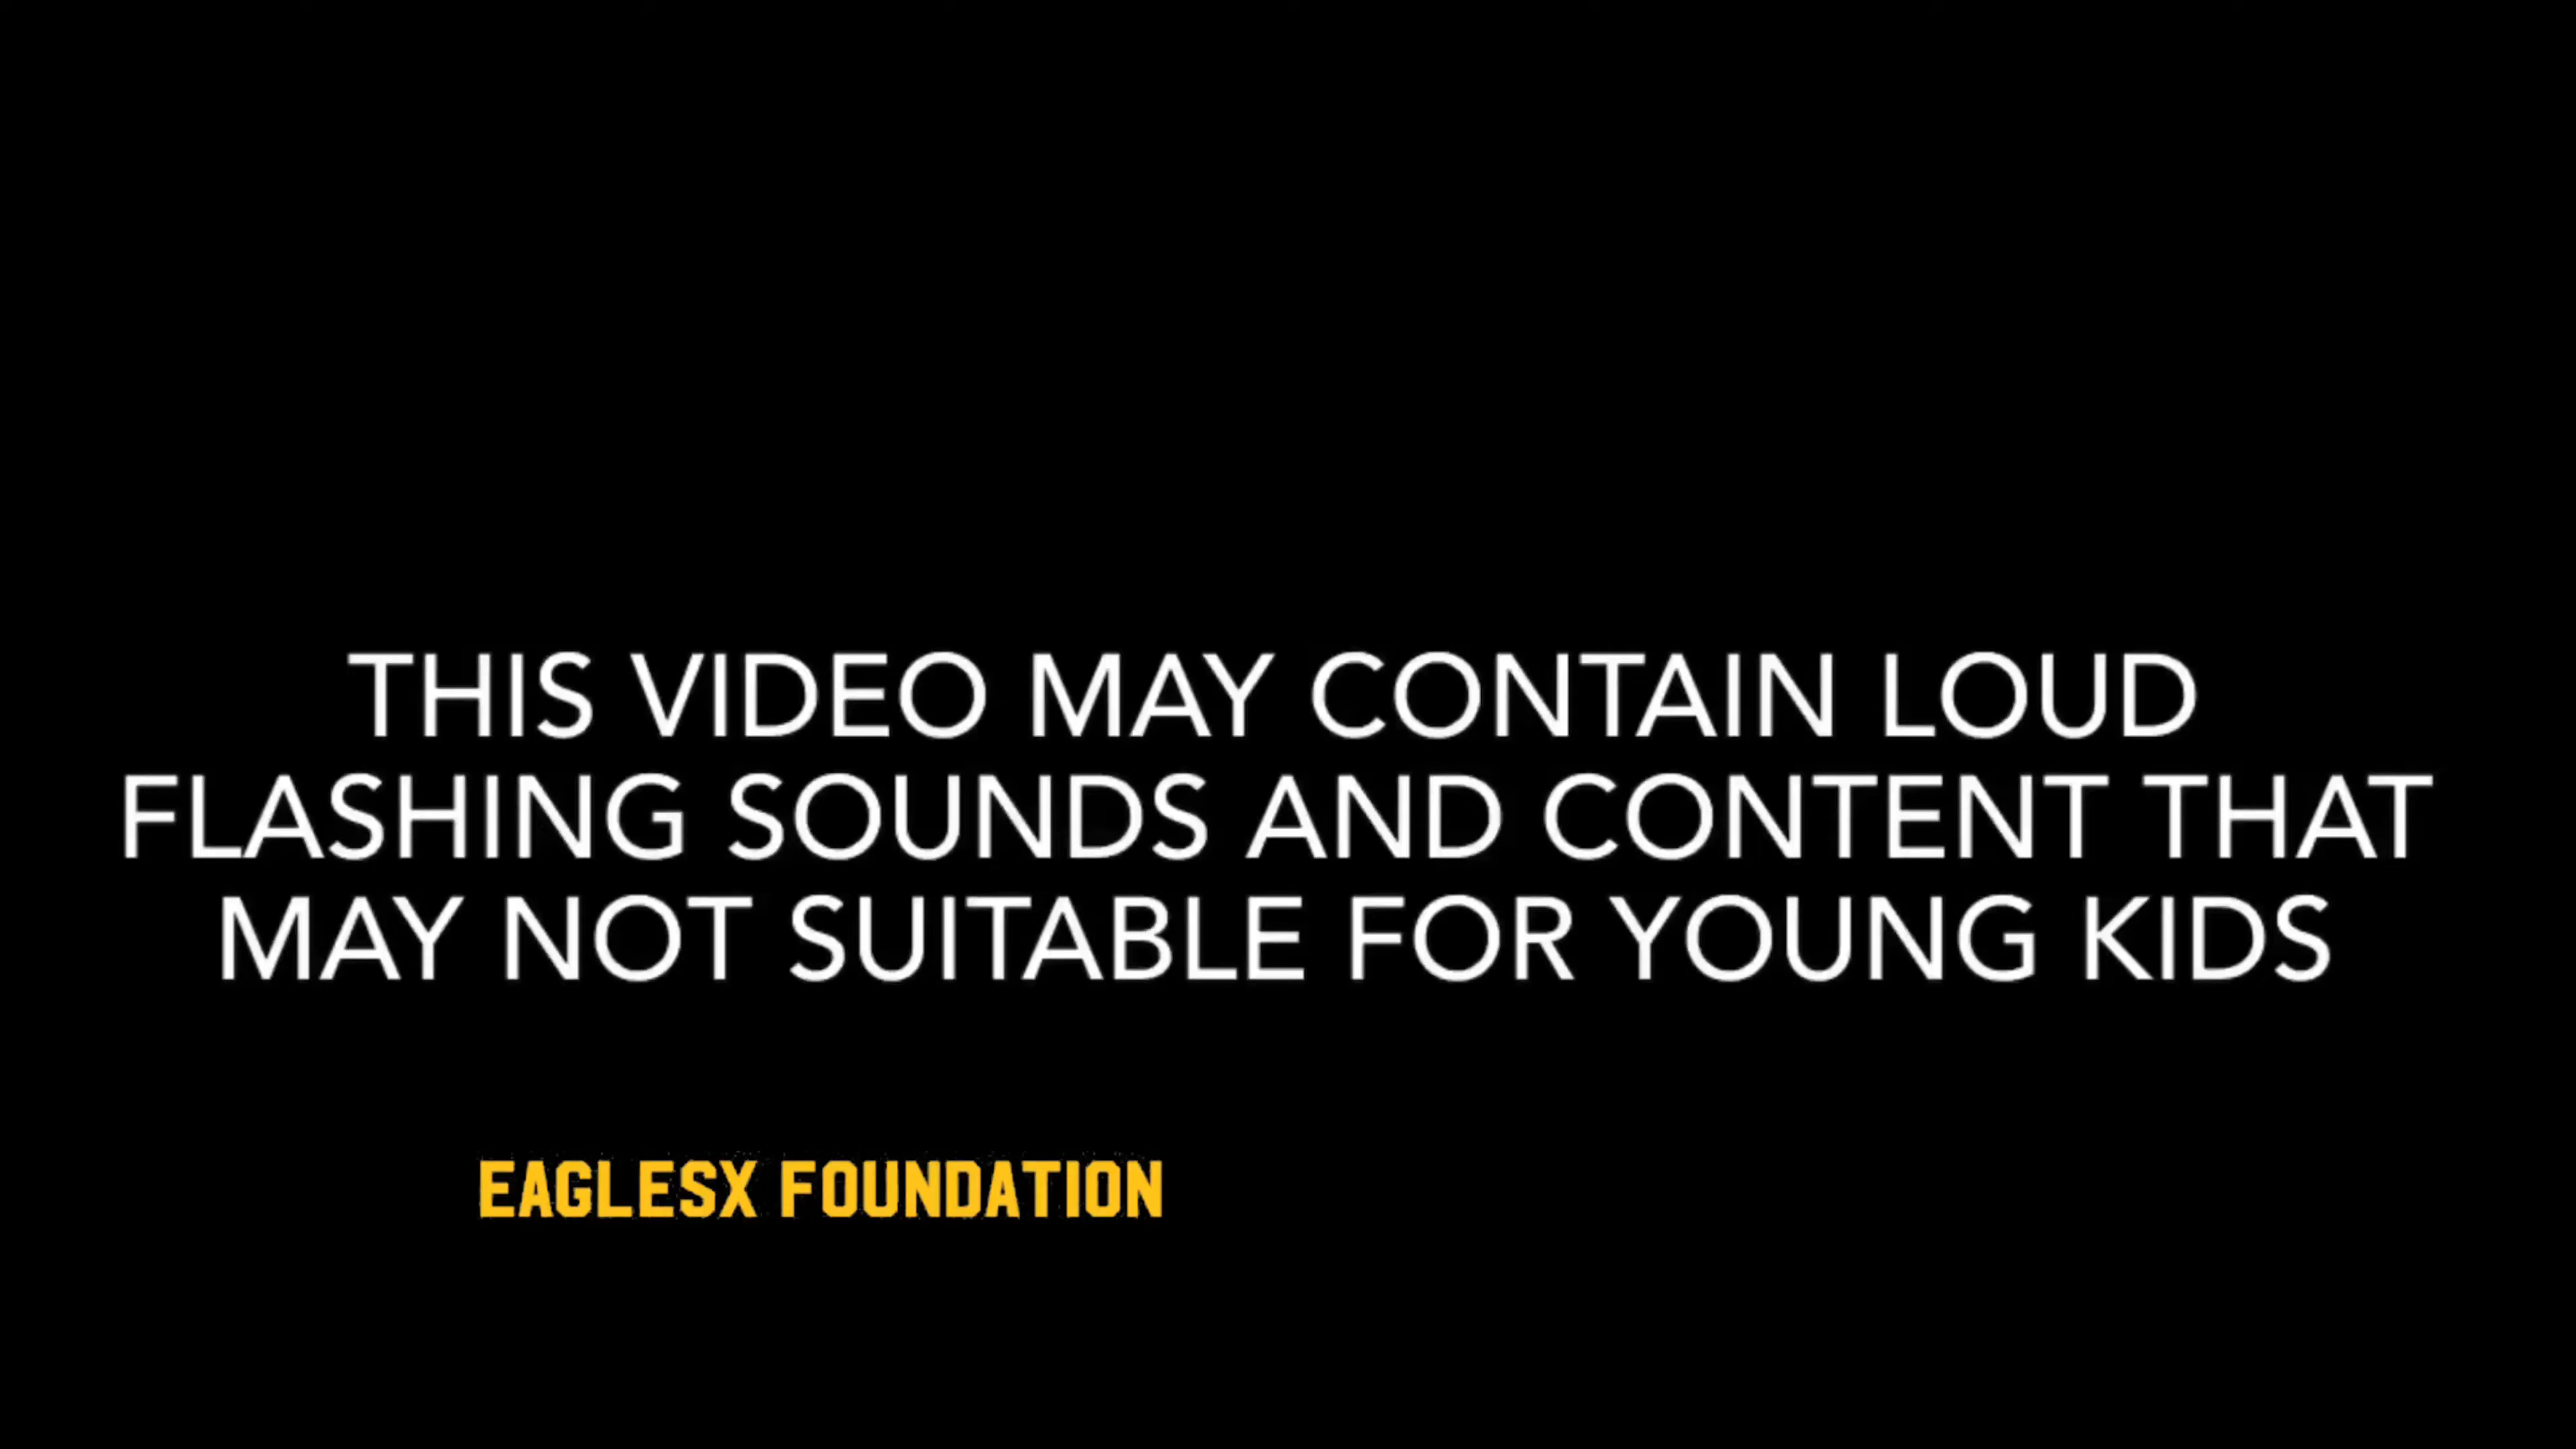 THIS VIDEO MAY CONTAIN LOUD
FLASHING SOUNDS AND CONTENT THAT
MAY NOT SUITABLE FOR YOUNG KIDS
EAGLESX FOUNDATION